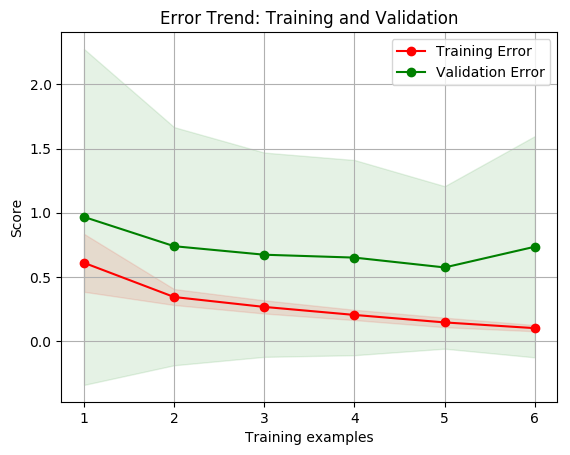 Error Trend: Training and Validation
Training Error
Validation Error
Score
2.0
1.5
1.0
0.5
0.0
1 2 3 4 5 6
Training examples